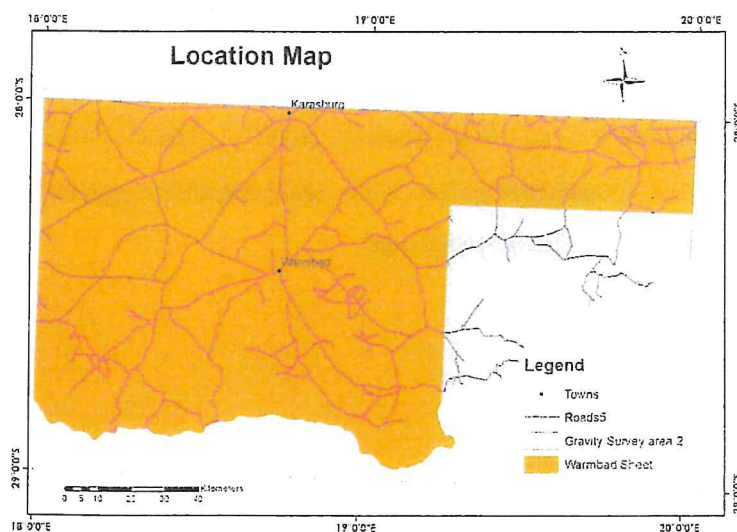 18°0'0"E 19°0'0"E 20°0'0"E
Location Map
N
28°0'0"S
Karasburg
Warmbad
Legend
Towns
Roads5
Gravity Survey area 2
Warmbad Sheet
29°0'0"S
Kilometers
0 5 10 20 30 40
18°0'0"E 19°0'0"E 20°0'0"E